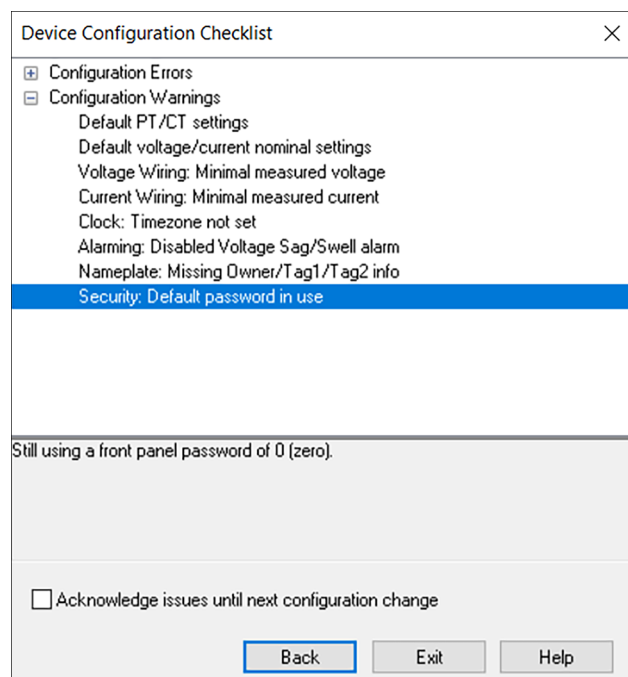 Device Configuration Checklist
Configuration Errors
Configuration Warnings
Default PT/CT settings
Default voltage/current nominal settings
Voltage Wiring: Minimal measured voltage
Current Wiring: Minimal measured current
Clock: Timezone not set
Alarming: Disabled Voltage Sag/Swell alarm
Nameplate: Missing Owner/Tag1/Tag2 info
Security: Default password in use
Still using a front panel password of 0 (zero).
Acknowledge issues until next configuration change
Back Exit Help